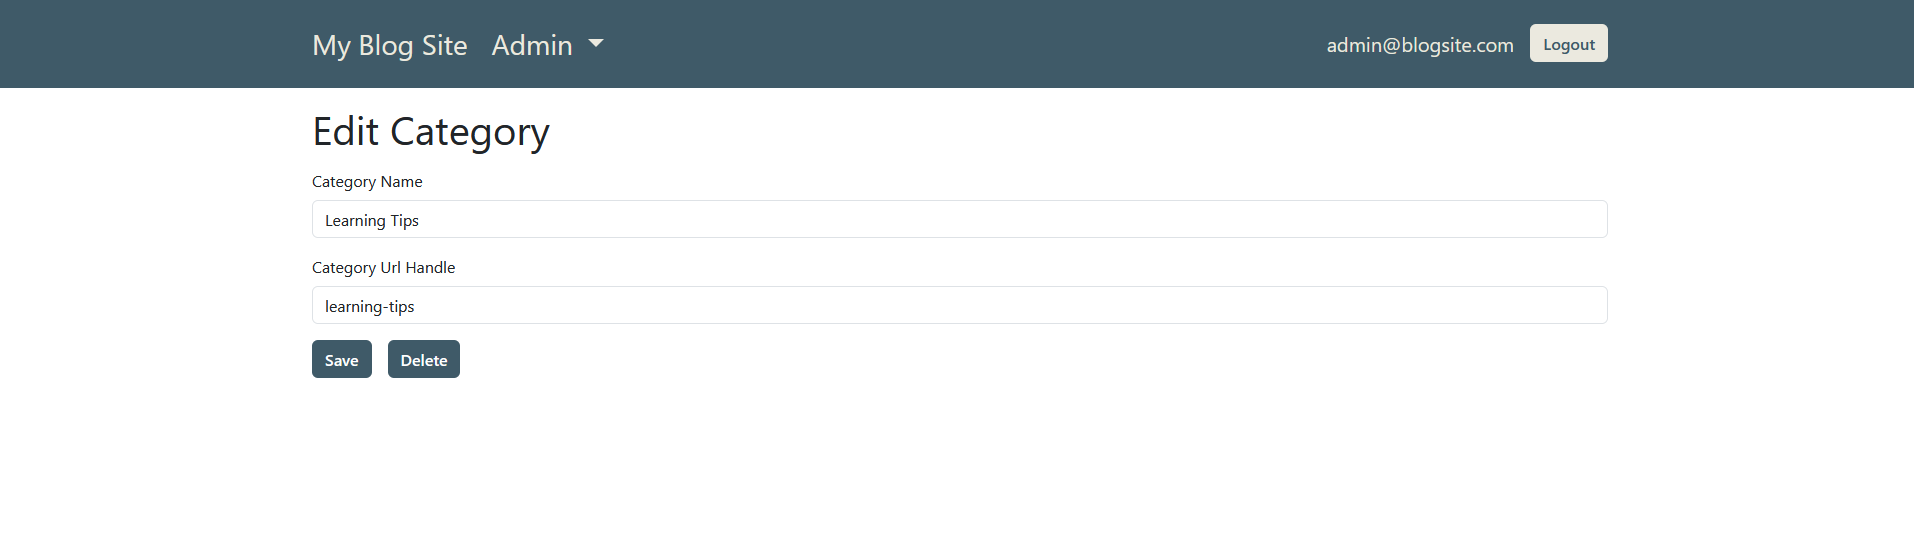 My Blog Site Admin admin@blogsite.com Logout
Edit Category
Category Name
Learning Tips
Category Url Handle
learning-tips
Save Delete